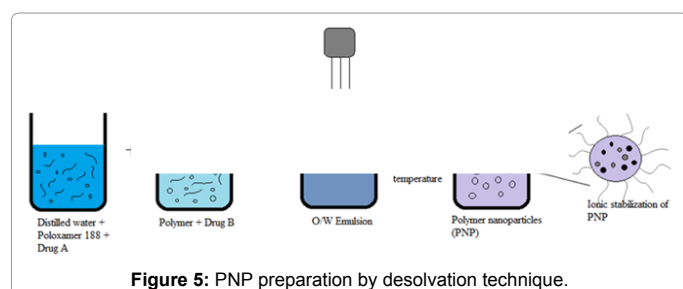 temperature
Distilled water +
Poloxamer 188 +
Drug A
Polymer + Drug B
O/W Emulsion
Polymer nanoparticles
(PNP)
Ionic stabilization of
PNP
Figure 5: PNP preparation by desolvation technique.